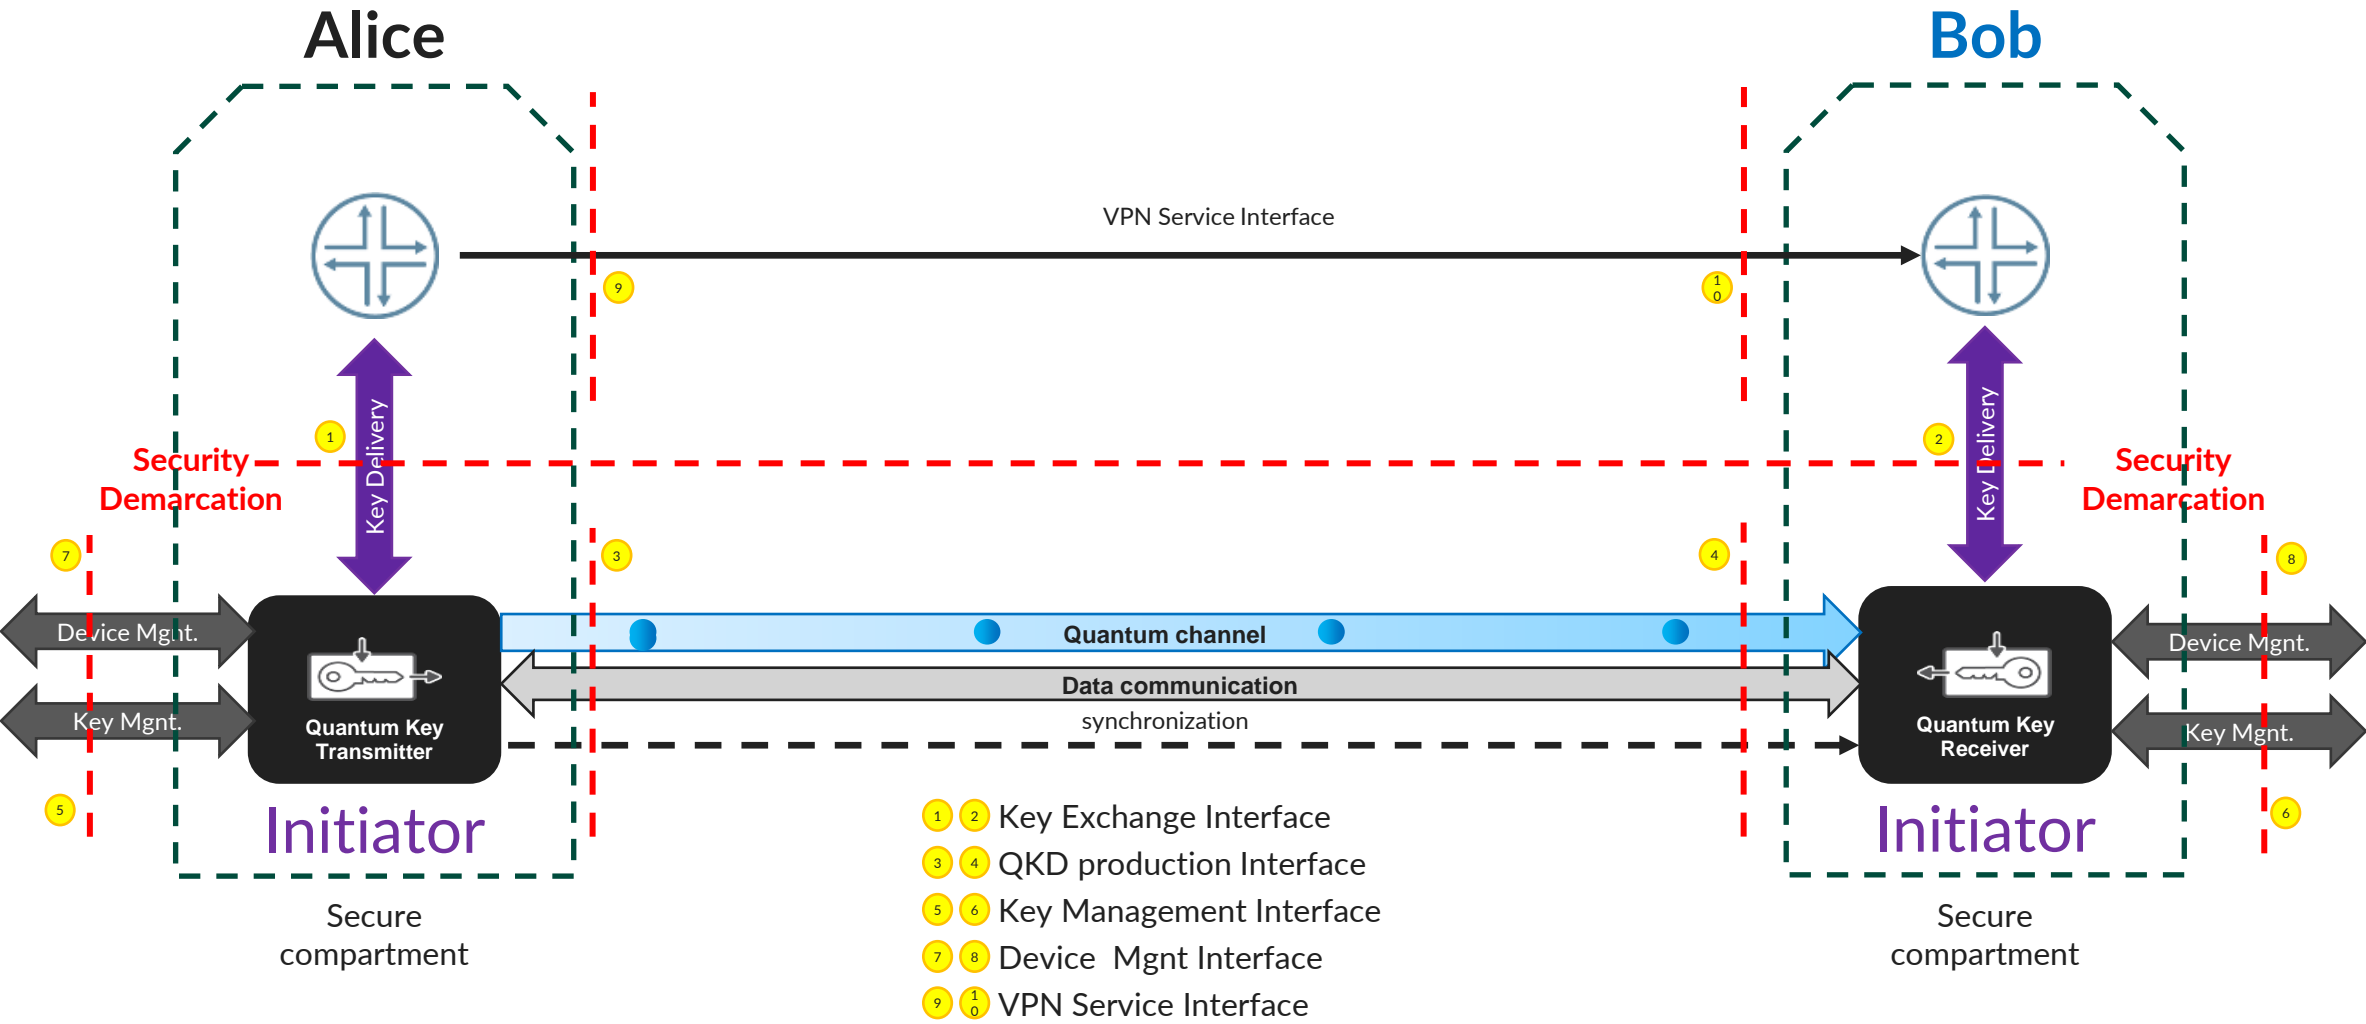 Alice
Bob
VPN Service Interface
9
10
Key Delivery
Key Delivery
1
2
Security
Demarcation
Security
Demarcation
7
3
4
8
Device Mgnt.
Quantum channel
Device Mgnt.
Key Mgnt.
Data communication
Key Mgnt.
synchronization
Quantum Key
Transmitter
Quantum Key
Receiver
5
6
Initiator
Initiator
1 2 Key Exchange Interface
3 4 QKD production Interface
5 6 Key Management Interface
7 8 Device  Mgnt Interface
9 10 VPN Service Interface
Secure
compartment
Secure
compartment